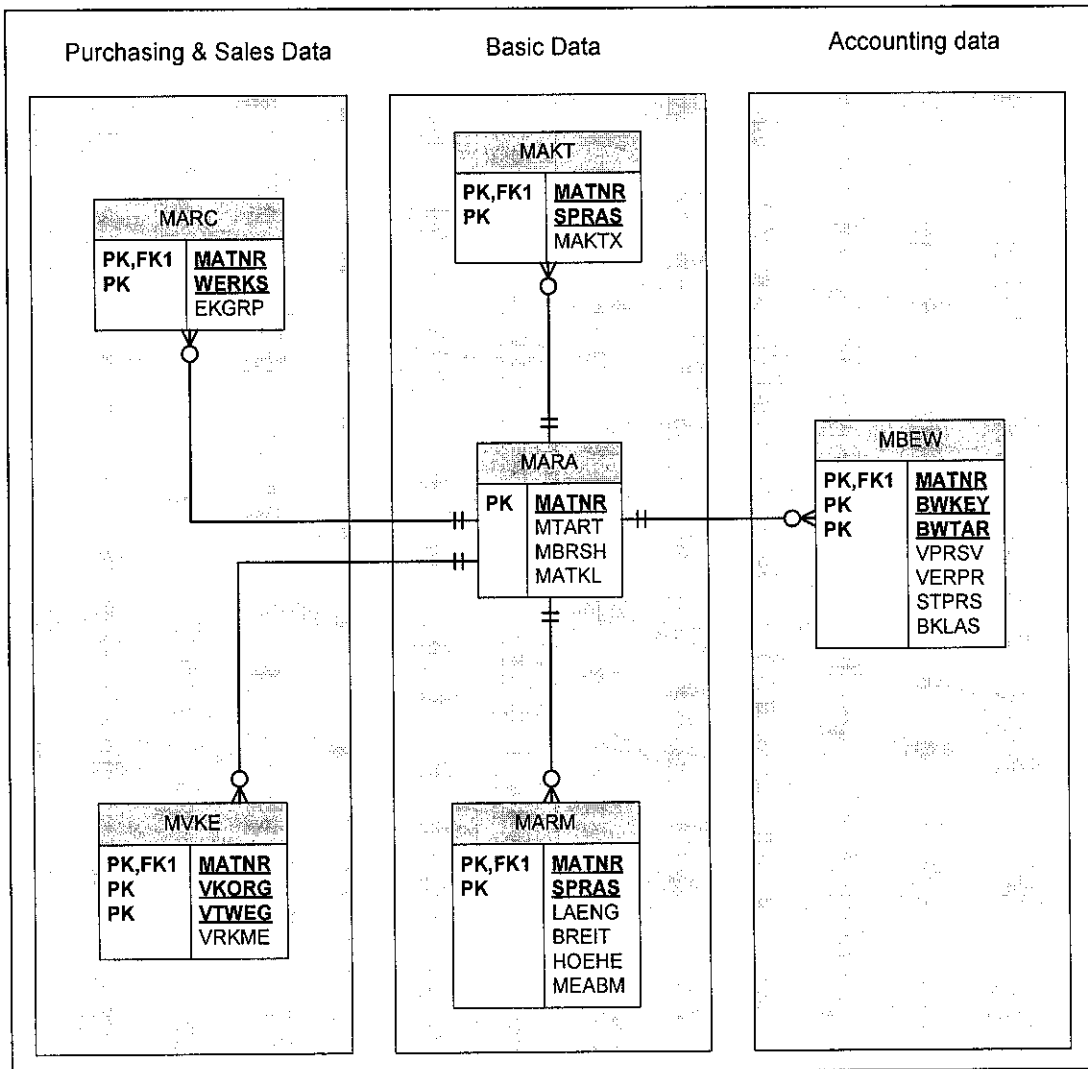 Purchasing & Sales Data
Basic Data
Accounting data
MARC
PK,FK1 MATNR
PK WERKS
EKGRP
MAKT
PK,FK1 MATNR
PK SPRAS
MAKTX
MARA
PK MATNR
MTART
MBRSH
MATKL
MBEW
PK,FK1 MATNR
PK BWKEY
PK BWTAR
VPRSV
VERPR
STPRS
BKLAS
MVKE
PK,FK1 MATNR
PK VKORG
PK VTWEG
VRKME
MARM
PK,FK1 MATNR
PK SPRAS
LAENG
BREIT
HOEHE
MEABM